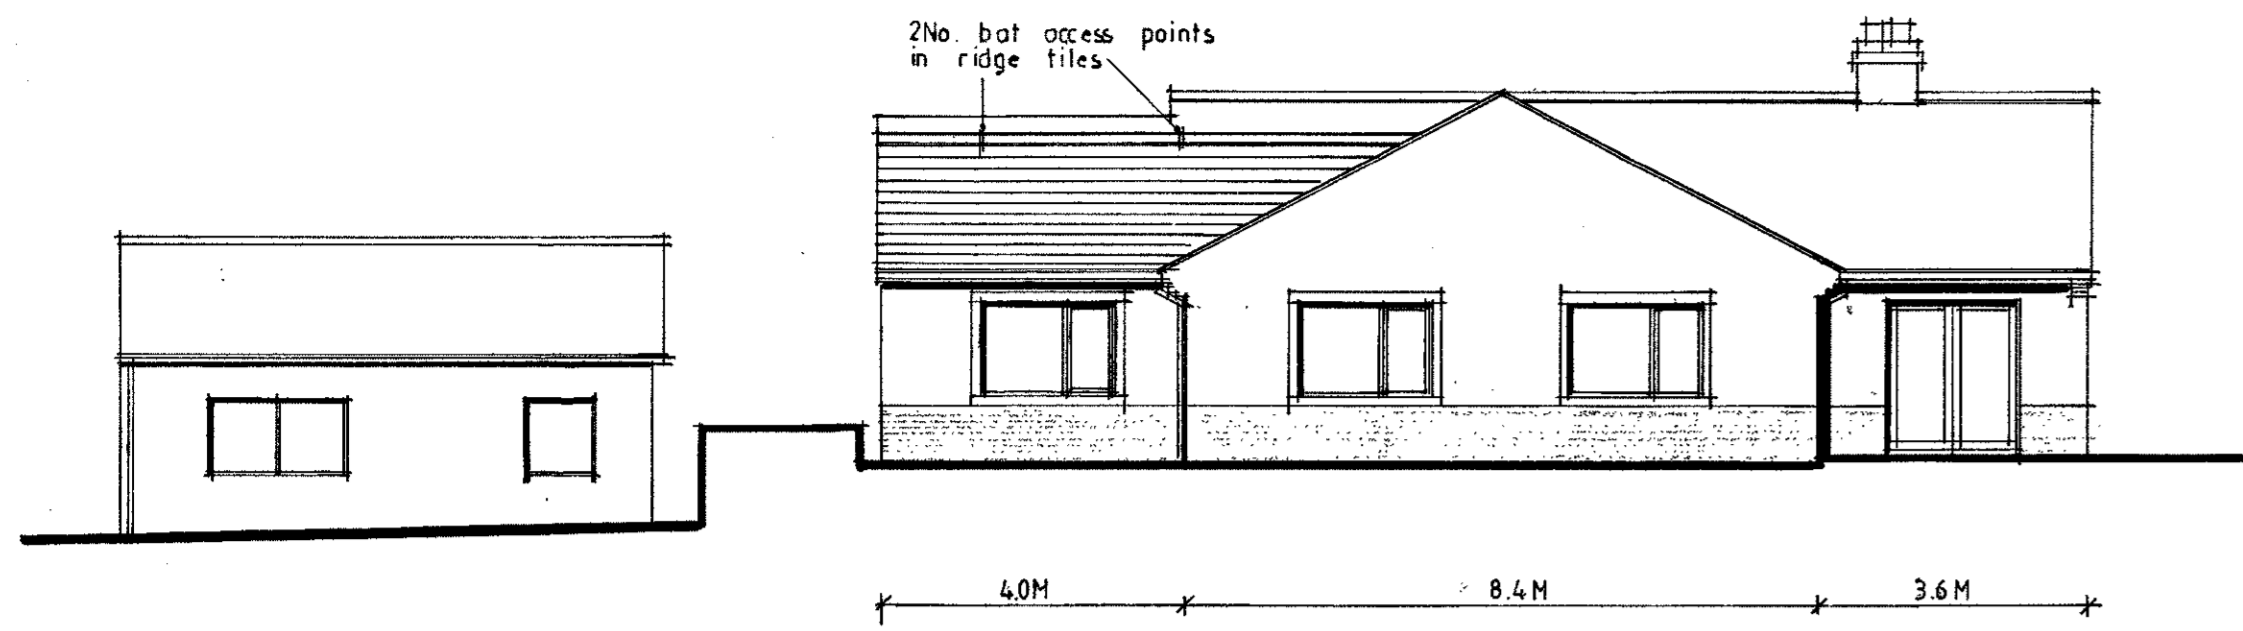 2No. bat access points
in ridge tiles
4.0M
8.4M
3.6M